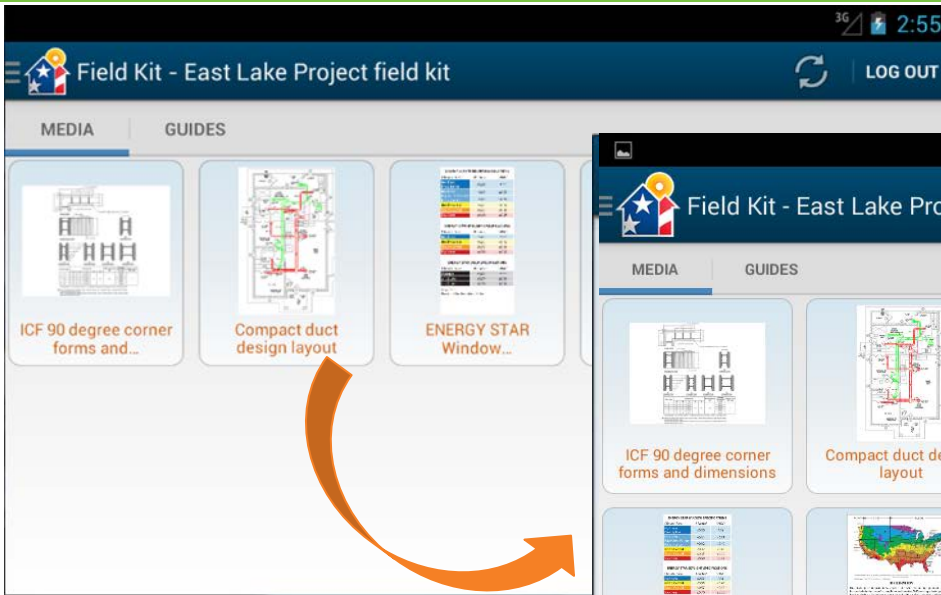 3G 2:55
Field Kit - East Lake Project field kit
LOG OUT
MEDIA GUIDES
ICF 90 degree corner
forms and...
Compact duct
design layout
ENERGY STAR
Window...
Field Kit - East Lake Pro
MEDIA GUIDES
ICF 90 degree corner
forms and dimensions
Compact duct de
layout